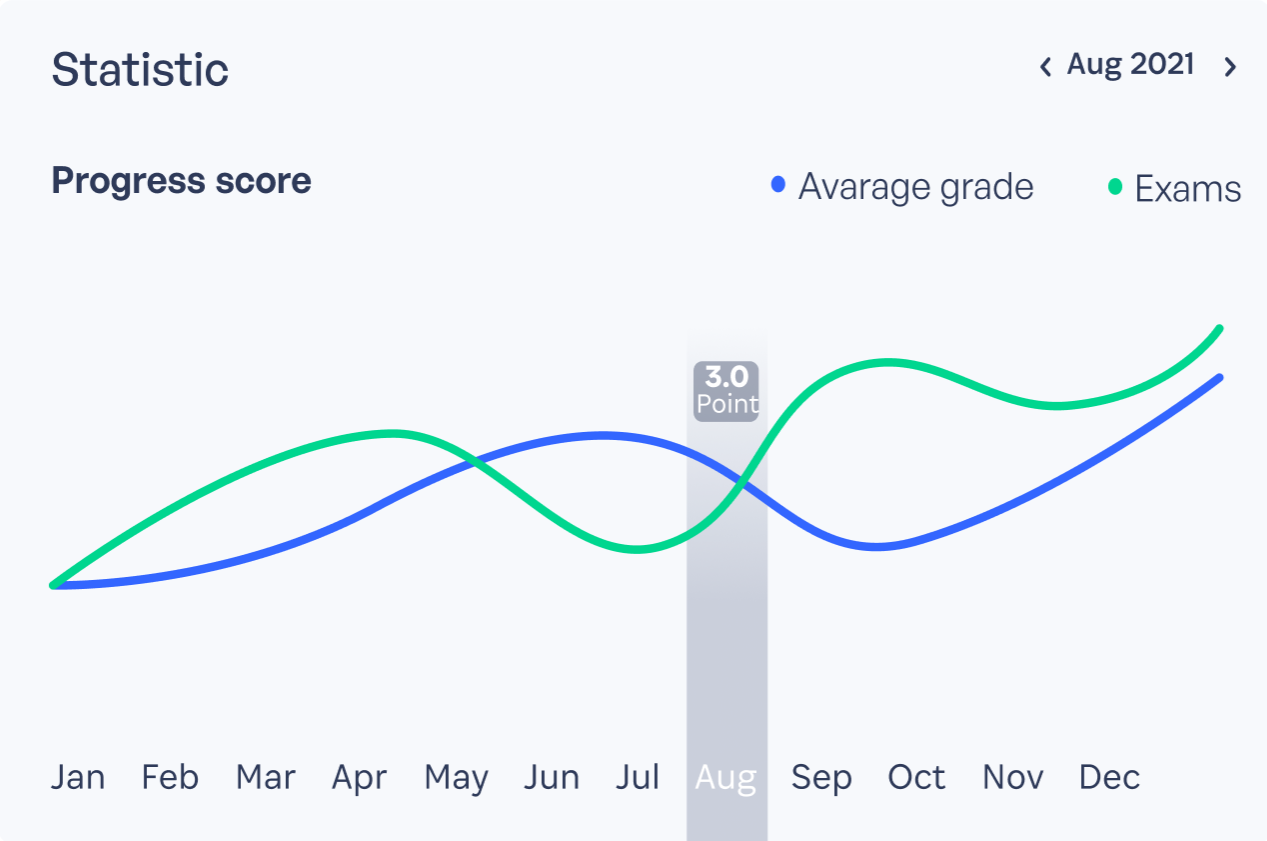 Statistic
Aug 2021
Progress score
Avarage grade
Exams
3.0
Point
Jan Feb Mar Apr May Jun Jul Aug Sep Oct Nov Dec